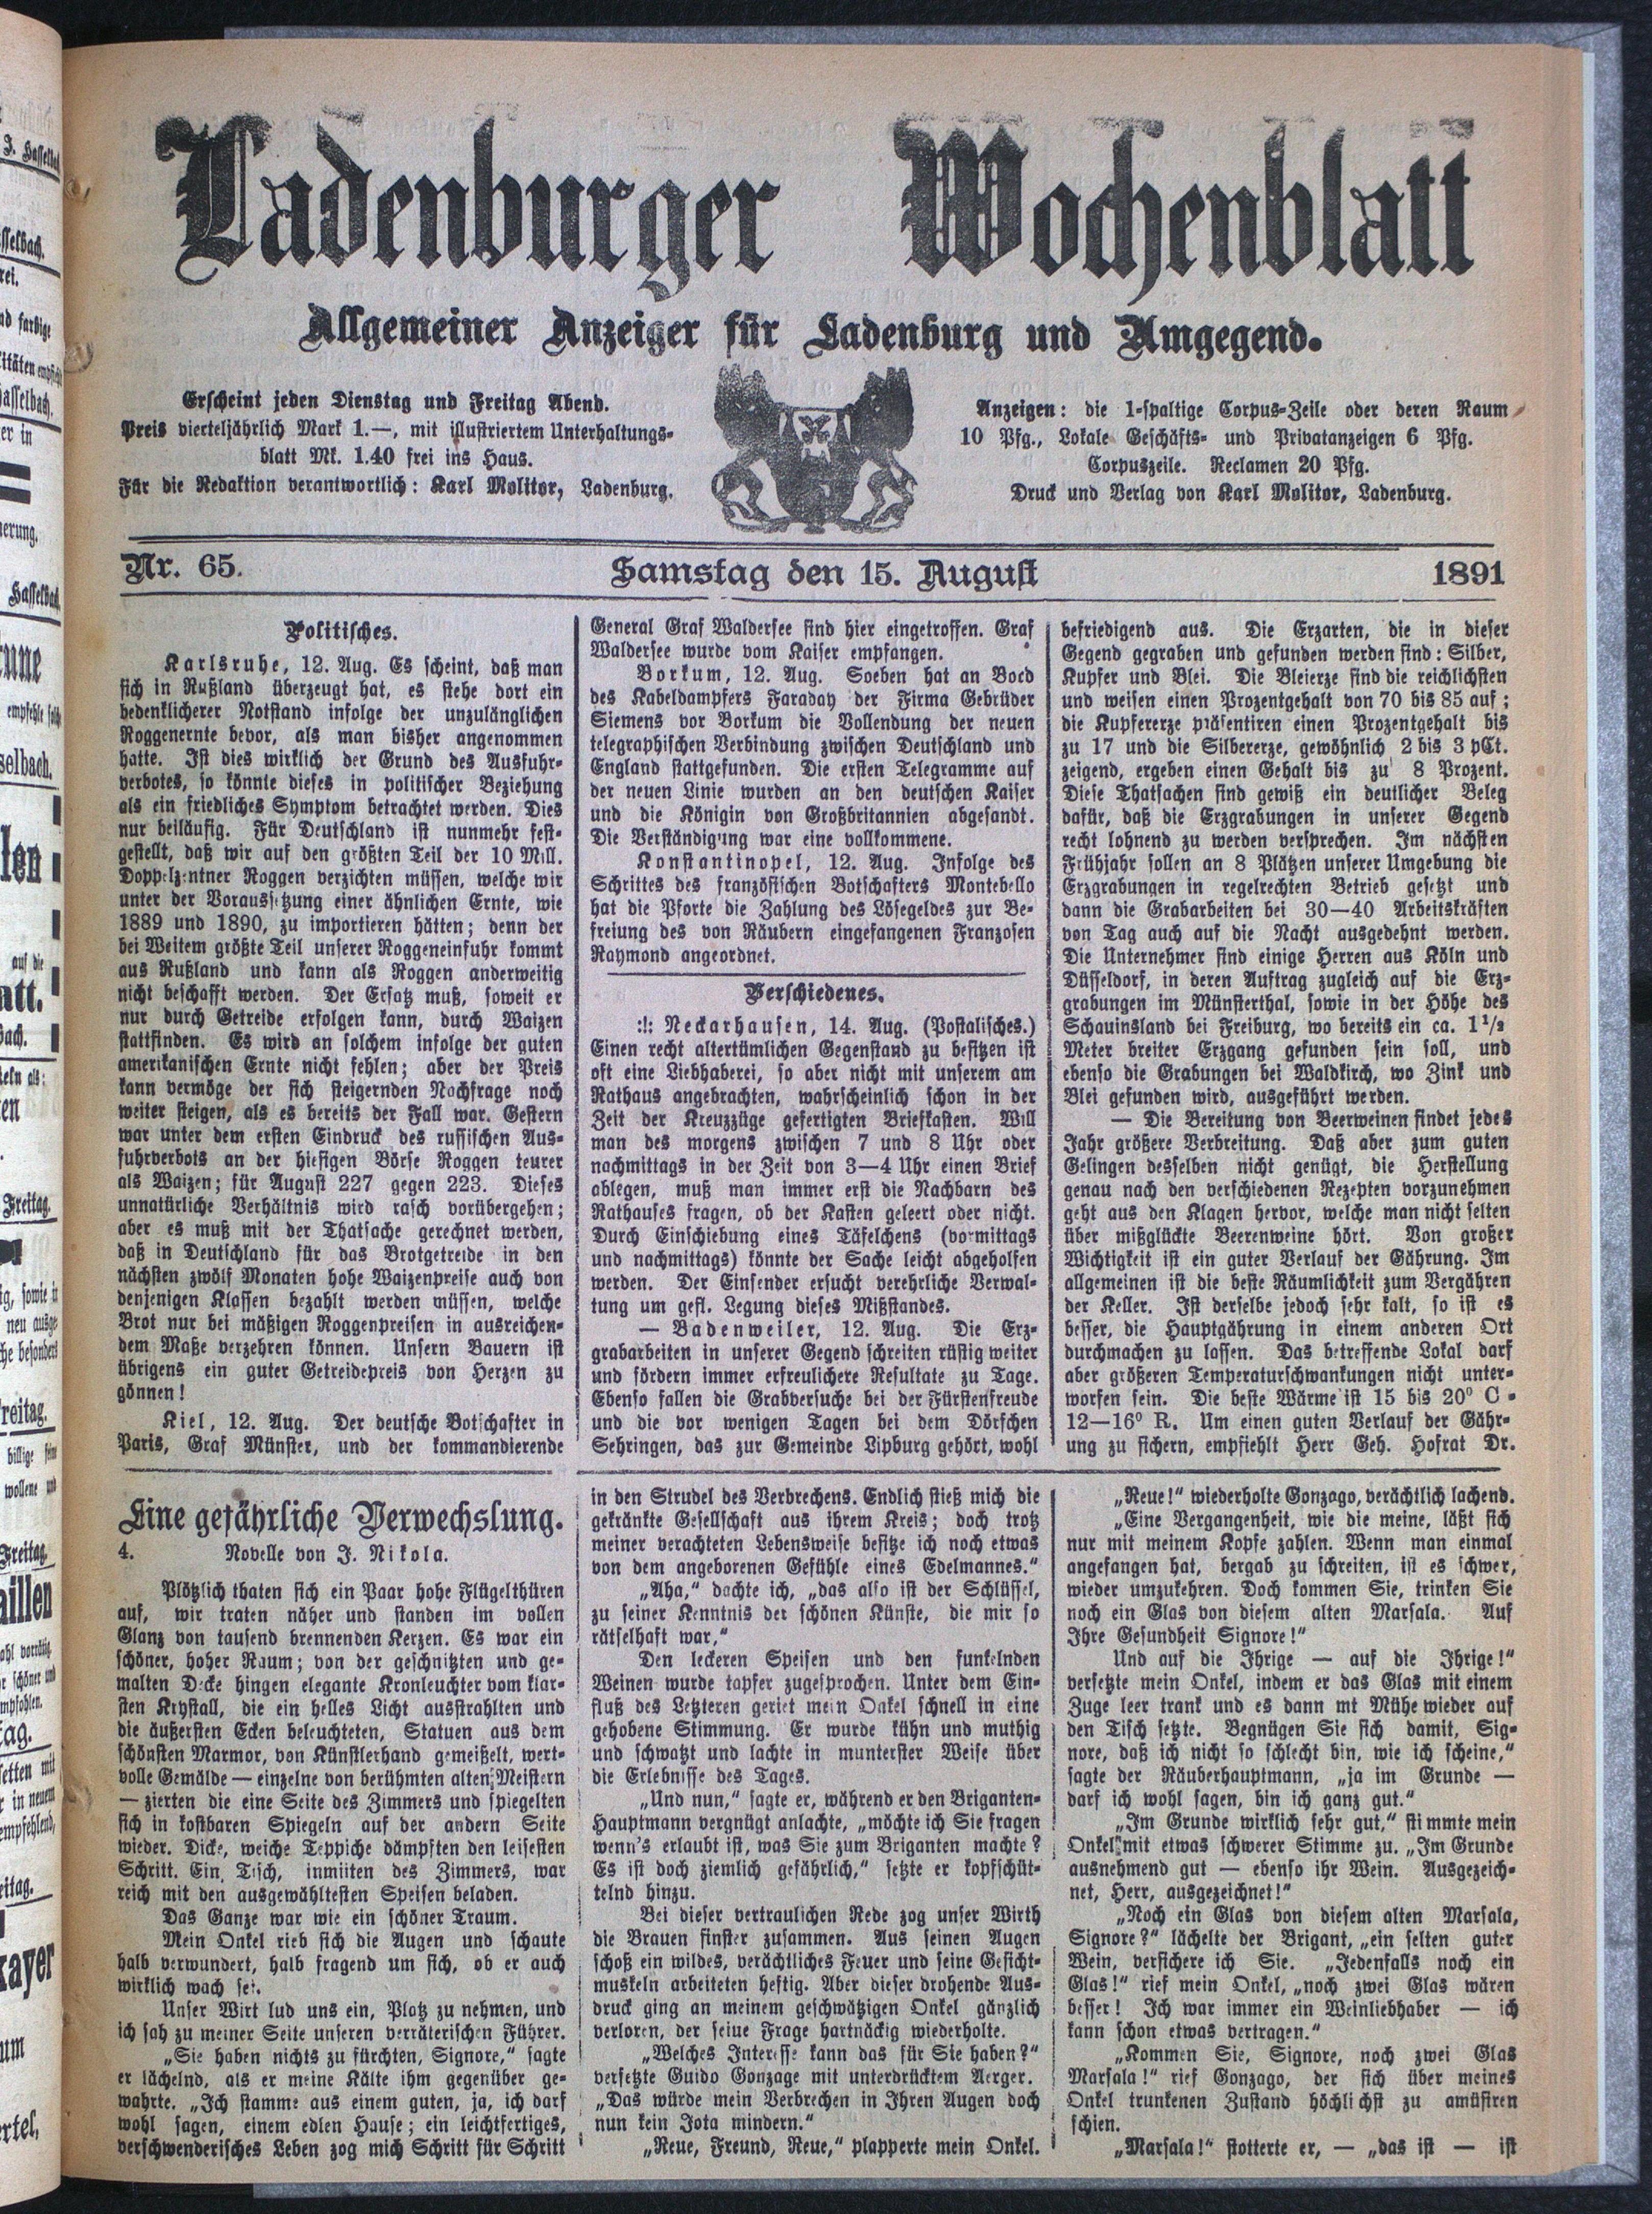 Ladenburger Wochenblatt
Allgemeiner Anzeiger für Ladenburg und Umgegend.
Erscheint jeden Dienstag und Freitag Abend.
Preis vierteljährlich Mark 1.—, mit illustriertem Unterhaltungs-
blatt Mk. 1.40 frei ins Haus.
Für die Redaktion verantwortlich: Karl Molitor, Ladenburg.
Anzeigen: die 1-spaltige Corpus-Zeile oder deren Raum
10 Pfg., Lokale Geschäfts- und Privatanzeigen 6 Pfg.
Corpuszeile. Reclamen 20 Pfg.
Druck und Verlag von Karl Molitor, Ladenburg.
Nr. 65. Samstag den 15. August 1891
Politisches.
Karlsruhe, 12. Aug. Es scheint, daß man
sich in Rußland überzeugt hat, es stehe dort ein
bedenklicherer Notstand infolge der unzulänglichen
Roggenernte bevor, als man bisher angenommen
hatte. Ist dies wirklich der Grund des Ausfuhr-
verbotes, so könnte dieses in politischer Beziehung
als ein friedliches Symptom betrachtet werden. Dies
nur beiläufig. Für Deutschland ist nunmehr fest-
gestellt, daß wir auf den größten Teil der 10 Mill.
Doppelzentner Roggen verzichten müssen, welche wir
unter der Voraussetzung einer ähnlichen Ernte, wie
1889 und 1890, zu importieren hätten; denn der
bei Weitem größte Teil unserer Roggeneinfuhr kommt
aus Rußland und kann als Roggen anderweitig
nicht beschafft werden. Der Ersatz muß, soweit er
nur durch Getreide erfolgen kann, durch Waizen
stattfinden. Es wird an solchem infolge der guten
amerikanischen Ernte nicht fehlen; aber der Preis
kann vermöge der sich steigernden Nachfrage noch
weiter steigen, als es bereits der Fall war. Gestern
war unter dem ersten Eindruck des russischen Aus-
fuhrverbots an der hiesigen Börse Roggen teurer
als Waizen; für August 227 gegen 223. Dieses
unnatürliche Verhältnis wird rasch vorübergehen;
aber es muß mit der Thatsache gerechnet werden,
daß in Deutschland für das Brotgetreide in den
nächsten zwölf Monaten hohe Waizenpreise auch von
denjenigen Klassen bezahlt werden müssen, welche
Brot nur bei mäßigen Roggenpreisen in ausreichen-
dem Maße verzehren können. Unsern Bauern ist
übrigens ein guter Getreidepreis von Herzen zu
gönnen!
Kiel, 12. Aug. Der deutsche Botschafter in
Paris, Graf Münster, und der kommandierende
General Graf Waldersee sind hier eingetroffen. Graf
Waldersee wurde vom Kaiser empfangen.
Borkum, 12. Aug. Soeben hat an Bord
des Kabeldampfers Faraday der Firma Gebrüder
Siemens vor Borkum die Vollendung der neuen
telegraphischen Verbindung zwischen Deutschland und
England stattgefunden. Die ersten Telegramme auf
der neuen Linie wurden an den deutschen Kaiser
und die Königin von Großbritannien abgesandt.
Die Verständigung war eine vollkommene.
Konstantinopel, 12. Aug. Infolge des
Schrittes des französischen Botschafters Montebello
hat die Pforte die Zahlung des Lösegeldes zur Be-
freiung des von Räubern eingefangenen Franzosen
Raymond angeordnet.
Verschiedenes.
:!: Neckarhausen, 14. Aug. (Postalisches.)
Einen recht altertümlichen Gegenstand zu besitzen ist
oft eine Liebhaberei, so aber nicht mit unserem am
Rathaus angebrachten, wahrscheinlich schon in der
Zeit der Kreuzzüge gefertigten Briefkasten. Will
man des morgens zwischen 7 und 8 Uhr oder
nachmittags in der Zeit von 3—4 Uhr einen Brief
ablegen, muß man immer erst die Nachbarn des
Rathauses fragen, ob der Kasten geleert oder nicht.
Durch Einschiebung eines Täfelchens (vormittags
und nachmittags) könnte der Sache leicht abgeholfen
werden. Der Einsender ersucht verehrliche Verwal-
tung um gefl. Legung dieses Mißstandes.
— Badenweiler, 12. Aug. Die Erz-
grabarbeiten in unserer Gegend schreiten rüstig weiter
und fördern immer erfreulichere Resultate zu Tage.
Ebenso fallen die Grabversuche bei der Fürstenfreude
und die vor wenigen Tagen bei dem Dörfchen
Sehringen, das zur Gemeinde Lipburg gehört, wohl
befriedigend aus. Die Erzarten, die in dieser
Gegend gegraben und gefunden werden sind: Silber,
Kupfer und Blei. Die Bleierze sind die reichlichsten
und weisen einen Prozentgehalt von 70 bis 85 auf;
die Kupfererze präsentiren einen Prozentgehalt bis
zu 17 und die Silbererze, gewöhnlich 2 bis 3 pCt.
zeigend, ergeben einen Gehalt bis zu 8 Prozent.
Diese Thatsachen sind gewiß ein deutlicher Beleg
dafür, daß die Erzgrabungen in unserer Gegend
recht lohnend zu werden versprechen. Im nächsten
Frühjahr sollen an 8 Plätzen unserer Umgebung die
Erzgrabungen in regelrechten Betrieb gesetzt und
dann die Grabarbeiten bei 30—40 Arbeitskräften
von Tag auch auf die Nacht ausgedehnt werden.
Die Unternehmer sind einige Herren aus Köln und
Düsseldorf, in deren Auftrag zugleich auf die Erz-
grabungen im Münsterthal, sowie in der Höhe des
Schauinsland bei Freiburg, wo bereits ein ca. 1½
Meter breiter Erzgang gefunden sein soll, und
ebenso die Grabungen bei Waldkirch, wo Zink und
Blei gefunden wird, ausgeführt werden.
— Die Bereitung von Beerweinen findet jedes
Jahr größere Verbreitung. Daß aber zum guten
Gelingen desselben nicht genügt, die Herstellung
genau nach den verschiedenen Rezepten vorzunehmen
geht aus den Klagen hervor, welche man nicht selten
über mißglückte Beerenweine hört. Von großer
Wichtigkeit ist ein guter Verlauf der Gährung. Im
allgemeinen ist die beste Räumlichkeit zum Vergähren
der Keller. Ist derselbe jedoch sehr kalt, so ist es
besser, die Hauptgährung in einem anderen Ort
durchmachen zu lassen. Das betreffende Lokal darf
aber größeren Temperaturschwankungen nicht unter-
worfen sein. Die beste Wärme ist 15 bis 20° C =
12—16° R. Um einen guten Verlauf der Gähr-
ung zu sichern, empfiehlt Herr Geh. Hofrat Dr.
Eine gefährliche Verwechslung.
4. Novelle von J. Nikola.
Plötzlich thaten sich ein Paar hohe Flügelthüren
auf, wir traten näher und standen im vollen
Glanz von tausend brennenden Kerzen. Es war ein
schöner, hoher Raum; von der geschnitzten und ge-
malten Decke hingen elegante Kronleuchter vom klar-
sten Krystall, die ein helles Licht ausstrahlten und
die äußersten Ecken beleuchteten, Statuen aus dem
schönsten Marmor, von Künstlerhand gemeißelt, wert-
volle Gemälde — einzelne von berühmten alten Meistern
— zierten die eine Seite des Zimmers und spiegelten
sich in kostbaren Spiegeln auf der andern Seite
wieder. Dicke, weiche Teppiche dämpften den leisesten
Schritt. Ein Tisch, inmiiten des Zimmers, war
reich mit den ausgewähltesten Speisen beladen.
Das Ganze war wie ein schöner Traum.
Mein Onkel rieb sich die Augen und schaute
halb verwundert, halb fragend um sich, ob er auch
wirklich wach sei.
Unser Wirt lud uns ein, Platz zu nehmen, und
ich sah zu meiner Seite unseren verräterischen Führer.
„Sie haben nichts zu fürchten, Signore,“ sagte
er lächelnd, als er meine Kälte ihm gegenüber ge-
wahrte. „Ich stamme aus einem guten, ja, ich darf
wohl sagen, einem edlen Hause; ein leichtfertiges,
verschwenderisches Leben zog mich Schritt für Schritt
in den Strudel des Verbrechens. Endlich stieß mich die
gekränkte Gesellschaft aus ihrem Kreis; doch trotz
meiner verachteten Lebensweise besitze ich noch etwas
von dem angeborenen Gefühle eines Edelmannes.“
„Aha,“ dachte ich, „das also ist der Schlüssel,
zu seiner Kenntnis der schönen Künste, die mir so
rätselhaft war,“
Den leckeren Speisen und den funkelnden
Weinen wurde tapfer zugesprochen. Unter dem Ein-
fluß des Letzteren geriet mein Onkel schnell in eine
gehobene Stimmung. Er wurde kühn und muthig
und schwatzt und lachte in munterster Weise über
die Erlebnisse des Tages.
„Und nun,“ sagte er, während er den Briganten-
Hauptmann vergnügt anlachte, „möchte ich Sie fragen
wenn's erlaubt ist, was Sie zum Briganten machte?
Es ist doch ziemlich gefährlich,“ setzte er kopfschüt-
telnd hinzu.
Bei dieser vertraulichen Rede zog unser Wirth
die Brauen finster zusammen. Aus seinen Augen
schoß ein wildes, verächtliches Feuer und seine Gesicht-
muskeln arbeiteten heftig. Aber dieser drohende Aus-
druck ging an meinem geschwätzigen Onkel gänzlich
verloren, der seiue Frage hartnäckig wiederholte.
„Welches Interesse kann das für Sie haben?“
versetzte Guido Gonzage mit unterdrücktem Aerger.
„Das würde mein Verbrechen in Ihren Augen doch
nun kein Jota mindern.“
„Reue, Freund, Reue,“ plapperte mein Onkel.
„Reue!“ wiederholte Gonzago, verächtlich lachend.
„Eine Vergangenheit, wie die meine, läßt sich
nur mit meinem Kopfe zahlen. Wenn man einmal
angefangen hat, bergab zu schreiten, ist es schwer,
wieder umzukehren. Doch kommen Sie, trinken Sie
noch ein Glas von diesem alten Marsala. Auf
Ihre Gesundheit Signore!“
Und auf die Ihrige — auf die Ihrige!“
versetzte mein Onkel, indem er das Glas mit einem
Zuge leer trank und es dann mt Mühe wieder auf
den Tisch setzte. Begnügen Sie sich damit, Sig-
nore, daß ich nicht so schlecht bin, wie ich scheine,“
sagte der Räuberhauptmann, „ja im Grunde —
darf ich wohl sagen, bin ich ganz gut.“
„Im Grunde wirklich sehr gut,“ stimmte mein
Onkel mit etwas schwerer Stimme zu. „Im Grunde
ausnehmend gut — ebenso ihr Wein. Ausgezeich-
net, Herr, ausgezeichnet!“
„Noch ein Glas von diesem alten Marsala,
Signore?“ lächelte der Brigant, „ein selten guter
Wein, versichere ich Sie. „Jedenfalls noch ein
Glas!“ rief mein Onkel, „noch zwei Glas wären
besser! Ich war immer ein Weinliebhaber — ich
kann schon etwas vertragen.“
„Kommen Sie, Signore, noch zwei Glas
Marsala!“ rief Gonzago, der sich über meines
Onkel trunkenen Zustand höchlichst zu amüsiren
schien.
„Marsala!“ stotterte er, — „das ist — ist